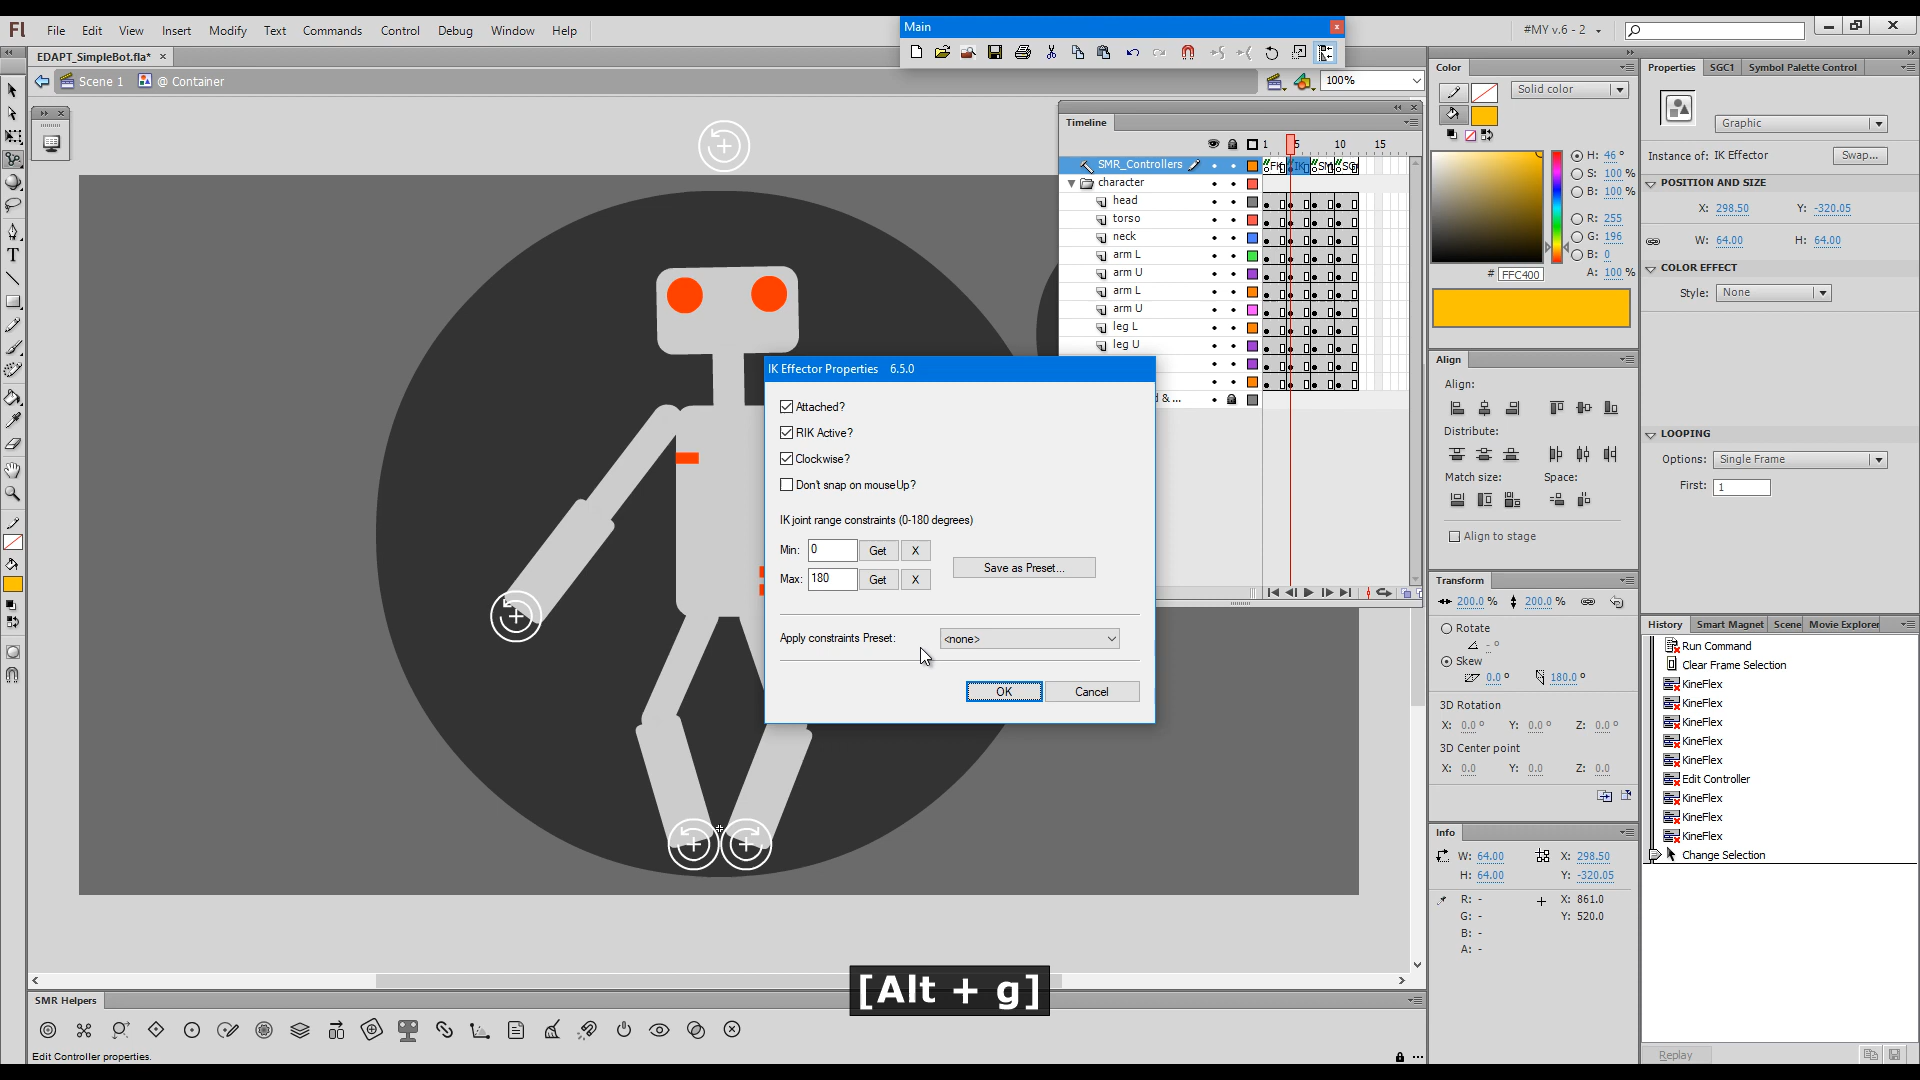 Main
Fl File Edit View Insert Modify Text Commands Control Debug Window Help
#MY v.6 - 2
EDAPT_SimpleBot.fla*
Scene 1 @ Container
100%
Timeline
1 5 10 15
SMR_Controllers
character
head
torso
neck
arm L
arm U
arm L
arm U
leg L
leg U
d & ...
IK Effector Properties 6.5.0
Attached?
RIK Active?
Clockwise?
Don't snap on mouseUp?
IK joint range constraints (0-180 degrees)
Min: 0 Get X
Save as Preset...
Max: 180 Get X
Apply constraints Preset: <none>
OK Cancel
[Alt + g]
SMR Helpers
Edit Controller properties.
Color
Solid color
H: 46 °
S: 100 %
B: 100 %
R: 255
G: 196
B: 0
A: 100 %
# FFC400
Align
Align:
Distribute:
Match size: Space:
Align to stage
Transform
200.0 % 200.0 %
Rotate
- °
Skew
0.0 ° 180.0 °
3D Rotation
X: 0.0 ° Y: 0.0 ° Z: 0.0 °
3D Center point
X: 0.0 Y: 0.0 Z: 0.0
Info
W: 64.00 X: 298.50
H: 64.00 Y: -320.05
R: - X: 861.0
G: - Y: 520.0
B: -
A: -
Properties SGC1 Symbol Palette Control
Graphic
Instance of: IK Effector Swap...
POSITION AND SIZE
X: 298.50 Y: -320.05
W: 64.00 H: 64.00
COLOR EFFECT
Style: None
LOOPING
Options: Single Frame
First: 1
History Smart Magnet Scene Movie Explorer
Run Command
Clear Frame Selection
KineFlex
KineFlex
KineFlex
KineFlex
KineFlex
Edit Controller
KineFlex
KineFlex
KineFlex
Change Selection
Replay